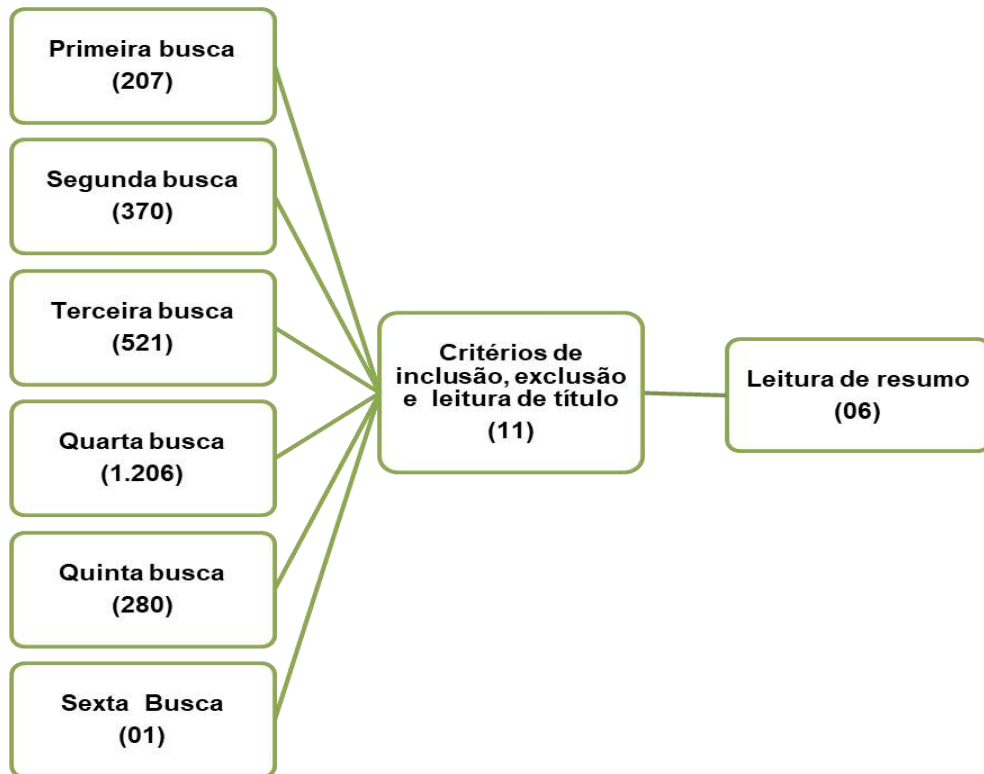 Primeira busca
(207)
Segunda busca
(370)
Terceira busca
(521)
Quarta busca
(1.206)
Quinta busca
(280)
Sexta Busca
(01)
Critérios de
inclusão, exclusão
e leitura de título
(11)
Leitura de resumo
(06)